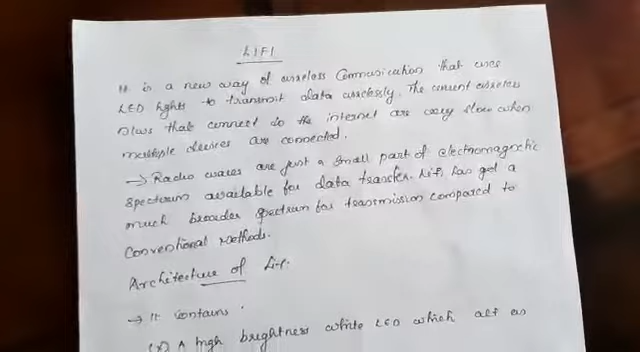 LIFI
It is a new way of wireless Communication that uses
LED lights to transmit data wirelessly. The current wireless
that connect to the internet are very slow when
multiple devices are connected.
→ Radio waves are just a small part of electromagnetic
Spectrum available for data transfer. Li-Fi has got a
much broader spectrum for transmission compared to
Conventional Methods.
Architecture of Li-Fi
→ It contains
A high brightness white LED which act as